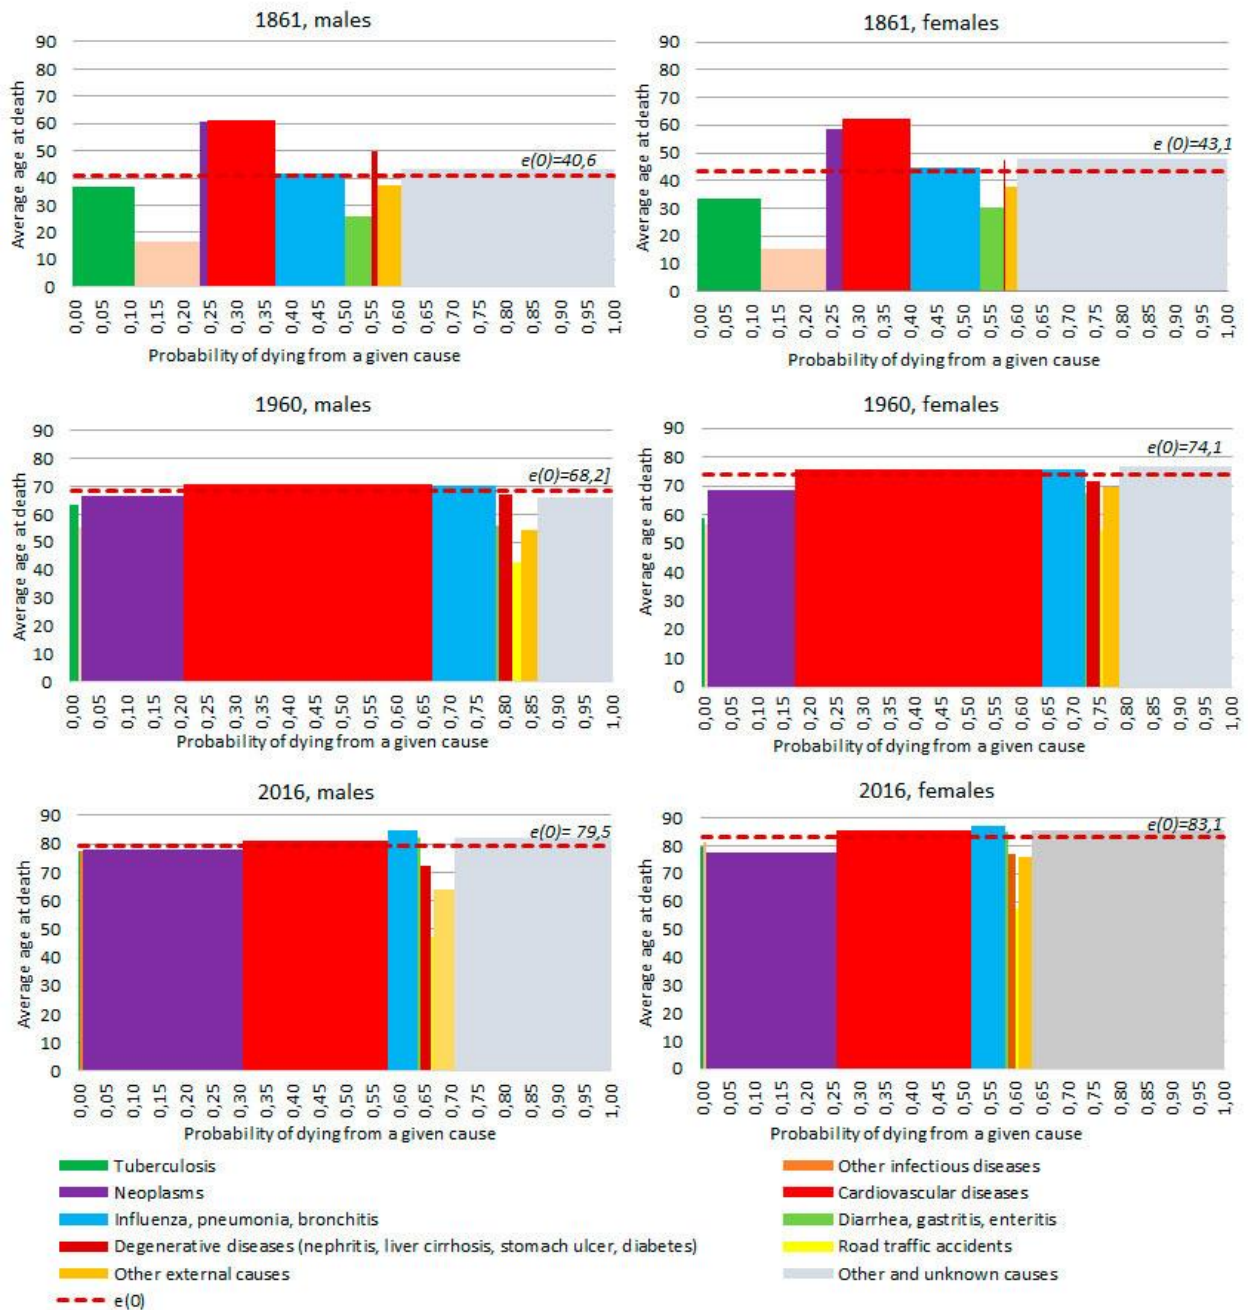 1861, males
90
80
70
60
50
40
30
20
10
0
Average age at death
e(0)=40,6
0,00 0,05 0,10 0,15 0,20 0,25 0,30 0,35 0,40 0,45 0,50 0,55 0,60 0,65 0,70 0,75 0,80 0,85 0,90 0,95 1,00
Probability of dying from a given cause
1861, females
90
80
70
60
50
40
30
20
10
0
Average age at death
e (0)=43,1
0,00 0,05 0,10 0,15 0,20 0,25 0,30 0,35 0,40 0,45 0,50 0,55 0,60 0,65 0,70 0,75 0,80 0,85 0,90 0,95 1,00
Probability of dying from a given cause
1960, males
90
80
70
60
50
40
30
20
10
0
Average age at death
e(0)=68,2]
0,00 0,05 0,10 0,15 0,20 0,25 0,30 0,35 0,40 0,45 0,50 0,55 0,60 0,65 0,70 0,75 0,80 0,85 0,90 0,95 1,00
Probability of dying from a given cause
1960, females
90
80
70
60
50
40
30
20
10
0
Average age at death
e(0)=74,1
0,00 0,05 0,10 0,15 0,20 0,25 0,30 0,35 0,40 0,45 0,50 0,55 0,60 0,65 0,70 0,75 0,80 0,85 0,90 0,95 1,00
Probability of dying from a given cause
2016, males
90
80
70
60
50
40
30
20
10
0
Average age at death
e(0)= 79,5
0,00 0,05 0,10 0,15 0,20 0,25 0,30 0,35 0,40 0,45 0,50 0,55 0,60 0,65 0,70 0,75 0,80 0,85 0,90 0,95 1,00
Probability of dying from a given cause
2016, females
90
80
70
60
50
40
30
20
10
0
Average age at death
e(0)=83,1
0,00 0,05 0,10 0,15 0,20 0,25 0,30 0,35 0,40 0,45 0,50 0,55 0,60 0,65 0,70 0,75 0,80 0,85 0,90 0,95 1,00
Probability of dying from a given cause
Tuberculosis
Other infectious diseases
Neoplasms
Cardiovascular diseases
Influenza, pneumonia, bronchitis
Diarrhea, gastritis, enteritis
Degenerative diseases (nephritis, liver cirrhosis, stomach ulcer, diabetes)
Road traffic accidents
Other external causes
Other and unknown causes
e(0)